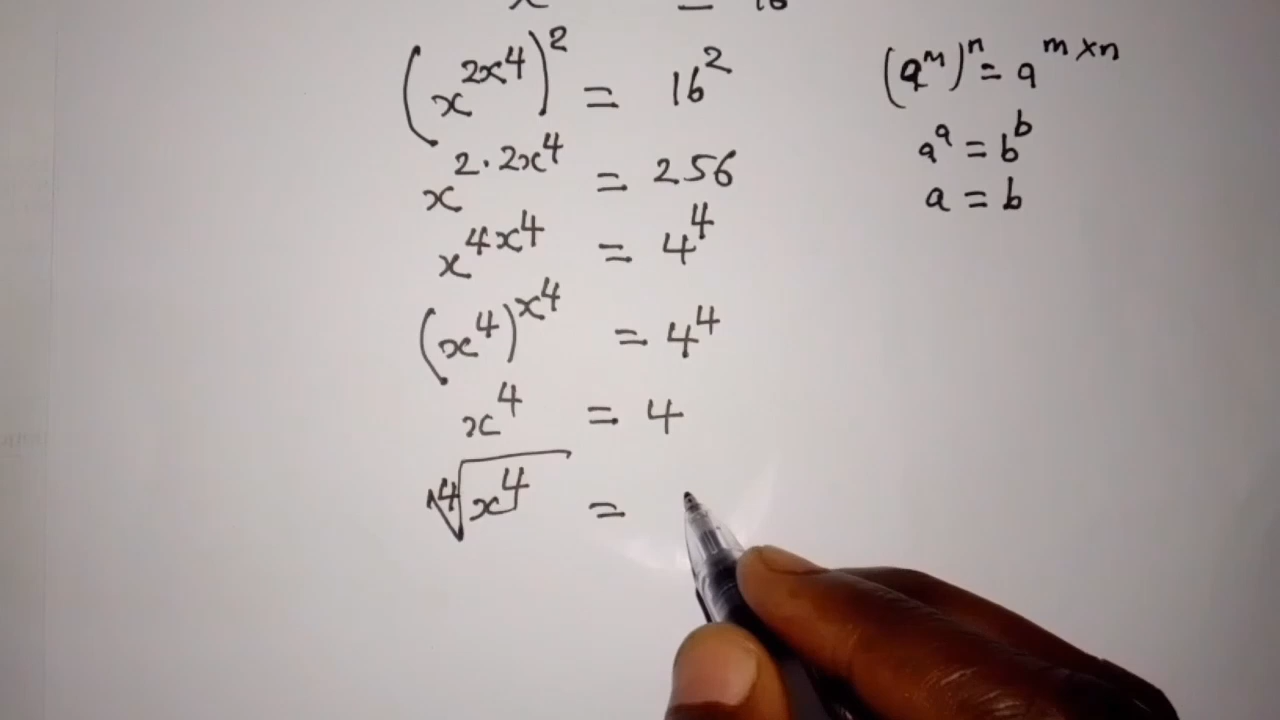 x = 16
(x^{2x^4})^2 = 16^2
x^{2·2x^4} = 256
x^{4x^4} = 4^4
(x^4)^{x^4} = 4^4
x^4 = 4
∜x^4 =
(a^m)^n = a^{m×n}
a^a = b^b
a = b